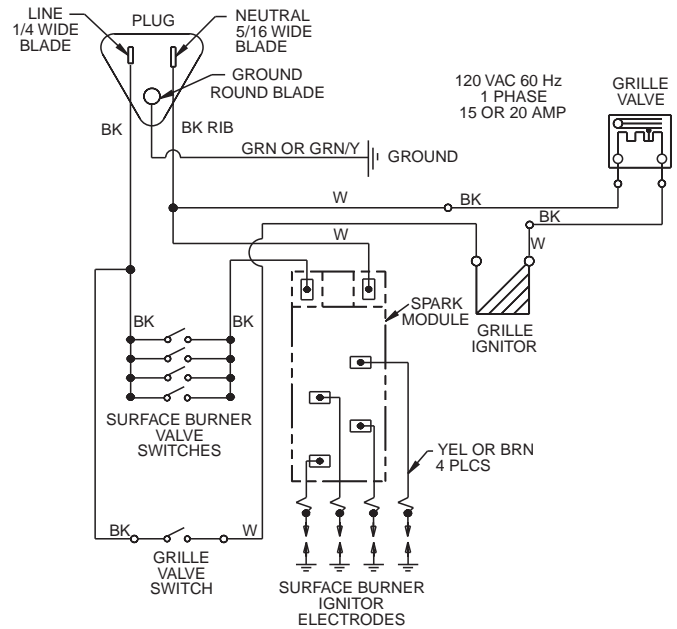 LINE
1/4 WIDE
BLADE
PLUG
NEUTRAL
5/16 WIDE
BLADE
GROUND
ROUND BLADE
120 VAC 60 Hz
1 PHASE
15 OR 20 AMP
GRILLE
VALVE
BK
BK RIB
GRN OR GRN/Y
GROUND
W
BK
BK
W
W
SPARK
MODULE
GRILLE
IGNITOR
BK
BK
SURFACE BURNER
VALVE
SWITCHES
YEL OR BRN
4 PLCS
BK
W
GRILLE
VALVE
SWITCH
SURFACE BURNER
IGNITOR
ELECTRODES